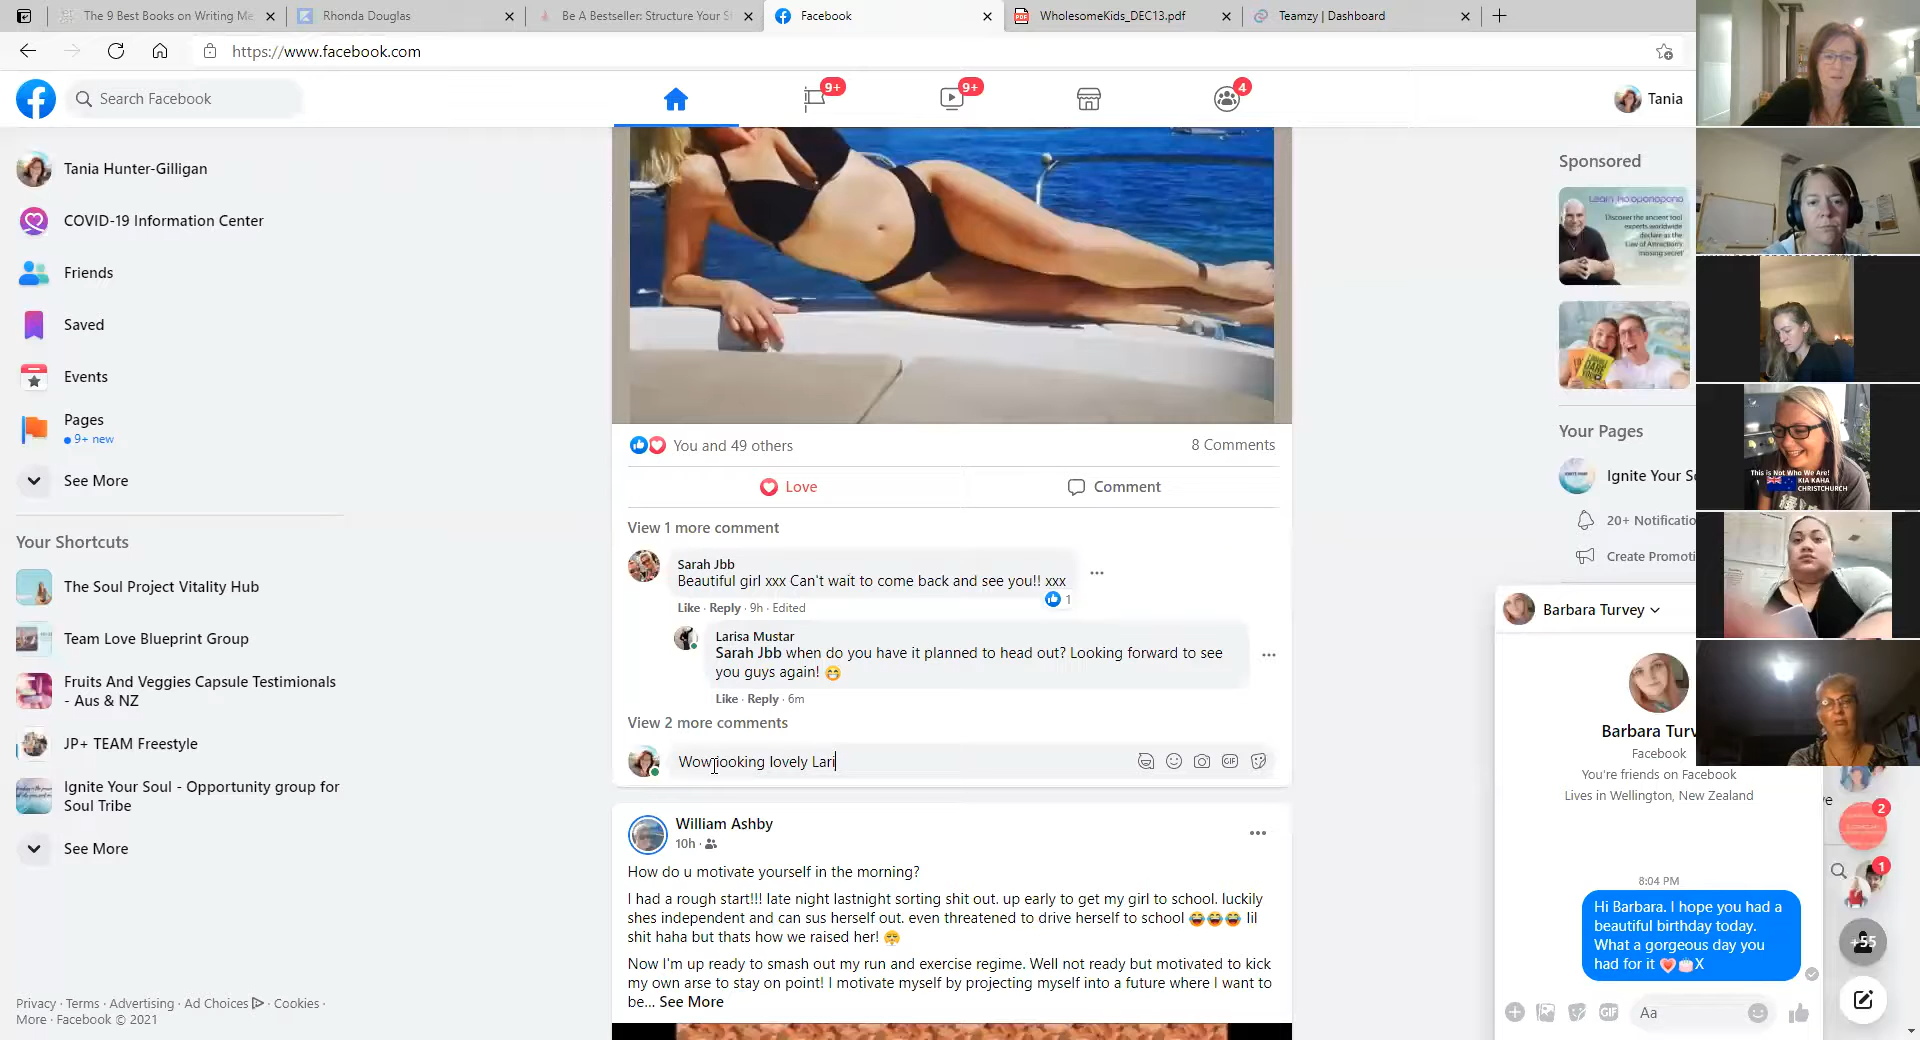 The 9 Best Books on Writing Me
Rhonda Douglas
Be A Bestseller: Structure Your S
Facebook
WholesomeKids_DEC13.pdf
Teamzy | Dashboard
https://www.facebook.com
Search Facebook
9+
9+
4
Tania
Tania Hunter-Gilligan
COVID-19 Information Center
Friends
Saved
Events
Pages
9+ new
See More
Your Shortcuts
The Soul Project Vitality Hub
Team Love Blueprint Group
Fruits And Veggies Capsule Testimonials
- Aus & NZ
JP+ TEAM Freestyle
Ignite Your Soul - Opportunity group for
Soul Tribe
See More
Privacy · Terms · Advertising · Ad Choices · Cookies ·
More · Facebook © 2021
You and 49 others
8 Comments
Love
Comment
View 1 more comment
Sarah Jbb
Beautiful girl xxx Can't wait to come back and see you!! xxx
1
Like · Reply · 9h · Edited
Larisa Mustar
Sarah Jbb when do you have it planned to head out? Looking forward to see
you guys again! 😁
Like · Reply · 6m
View 2 more comments
Wow looking lovely Lari
GIF
William Ashby
10h ·
How do u motivate yourself in the morning?
I had a rough start!!! late night lastnight sorting shit out. up early to get my girl to school. luckily
shes independent and can sus herself out. even threatened to drive herself to school 😂😂😂 lil
shit haha but thats how we raised her! 😤
Now I'm up ready to smash out my run and exercise regime. Well not ready but motivated to kick
my own arse to stay on point! I motivate myself by projecting myself into a future where I want to
be... See More
Sponsored
Learn Ho'oponopono
Discover the ancient tool
experts worldwide
declare as the
Law of Attraction's
missing secret
Your Pages
Ignite Your S
20+ Notificatio
Create Promoti
This is Not Who We Are!
KIA KAHA
CHRISTCHURCH
Barbara Turvey
Barbara Turv
Facebook
You're friends on Facebook
Lives in Wellington, New Zealand
8:04 PM
Hi Barbara. I hope you had a
beautiful birthday today.
What a gorgeous day you
had for it 💗🎂X
GIF
Aa
2
1
+55